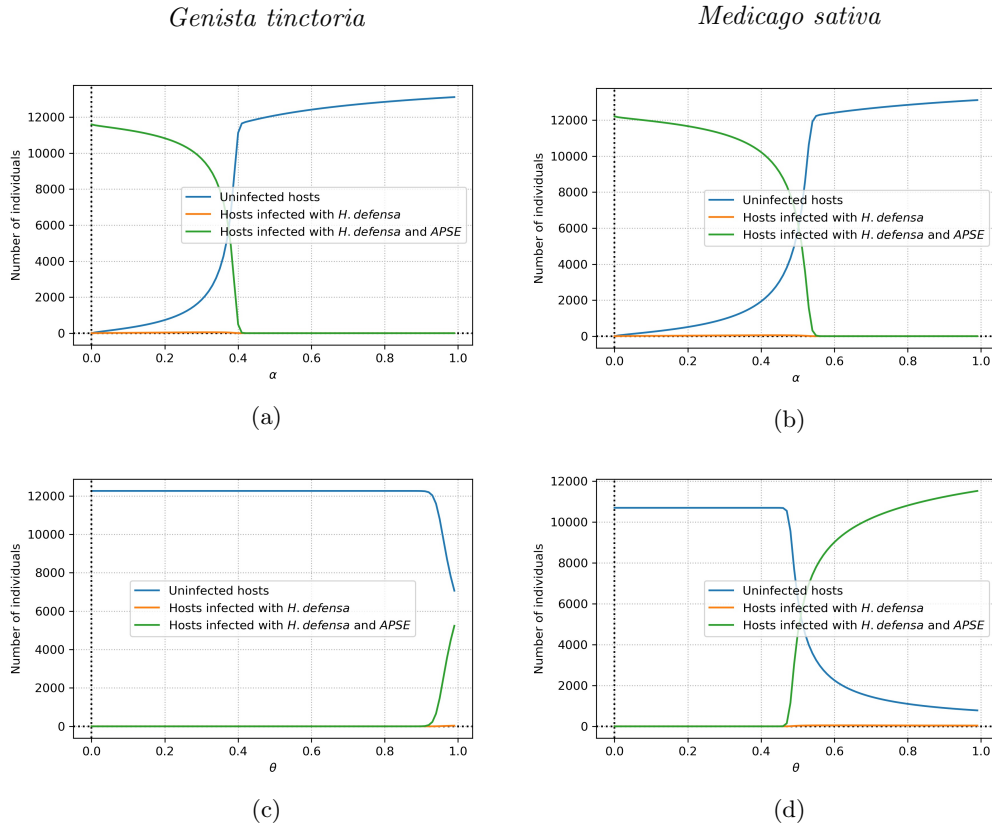 Genista tinctoria
Medicago sativa
Number of individuals
12000
10000
8000
6000
4000
2000
0
Uninfected hosts
Hosts infected with H. defensa
Hosts infected with H. defensa and APSE
0.0 0.2 0.4 0.6 0.8 1.0
α
(a)
Number of individuals
12000
10000
8000
6000
4000
2000
0
Uninfected hosts
Hosts infected with H. defensa
Hosts infected with H. defensa and APSE
0.0 0.2 0.4 0.6 0.8 1.0
α
(b)
Number of individuals
12000
10000
8000
6000
4000
2000
0
Uninfected hosts
Hosts infected with H. defensa
Hosts infected with H. defensa and APSE
0.0 0.2 0.4 0.6 0.8 1.0
θ
(c)
Number of individuals
12000
10000
8000
6000
4000
2000
0
Uninfected hosts
Hosts infected with H. defensa
Hosts infected with H. defensa and APSE
0.0 0.2 0.4 0.6 0.8 1.0
θ
(d)